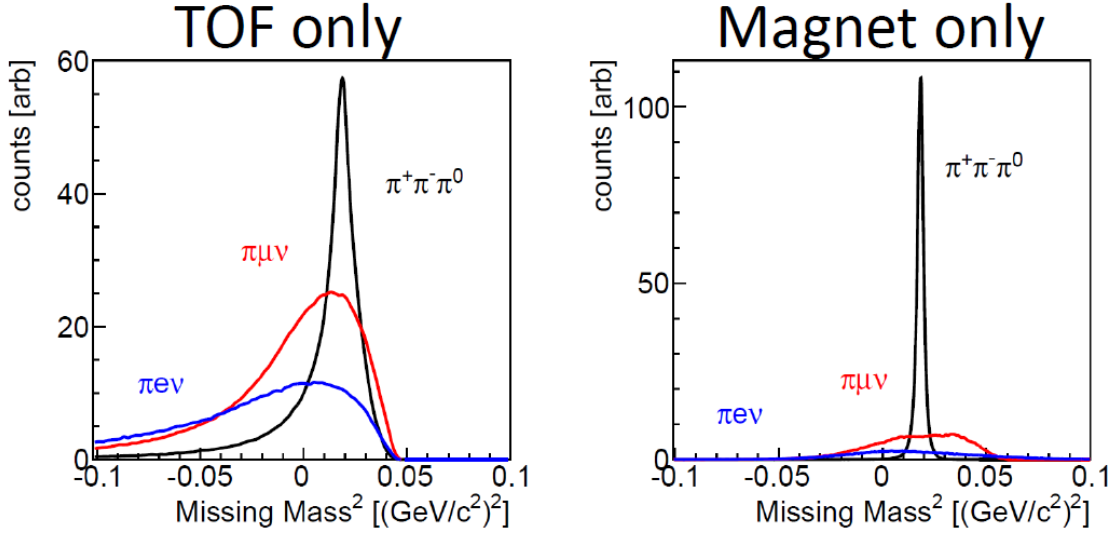 TOF only
counts [arb]
60
40
20
0
π⁺π⁻π⁰
πμν
πeν
-0.1 -0.05 0 0.05 0.1
Missing Mass² [(GeV/c²)²]
Magnet only
counts [arb]
100
50
0
π⁺π⁻π⁰
πμν
πeν
-0.1 -0.05 0 0.05 0.1
Missing Mass² [(GeV/c²)²]